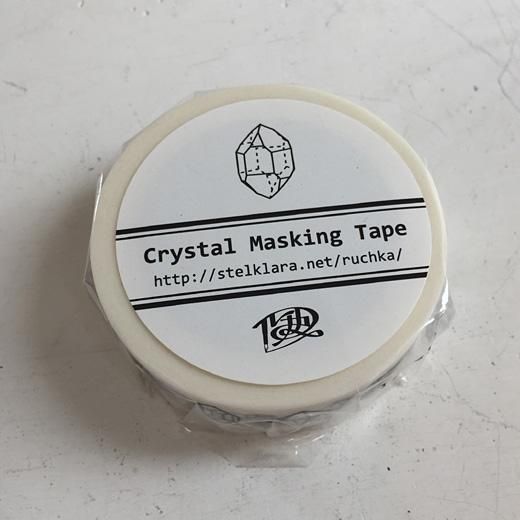 Crystal Masking Tape
http://stelklara.net/ruchka/